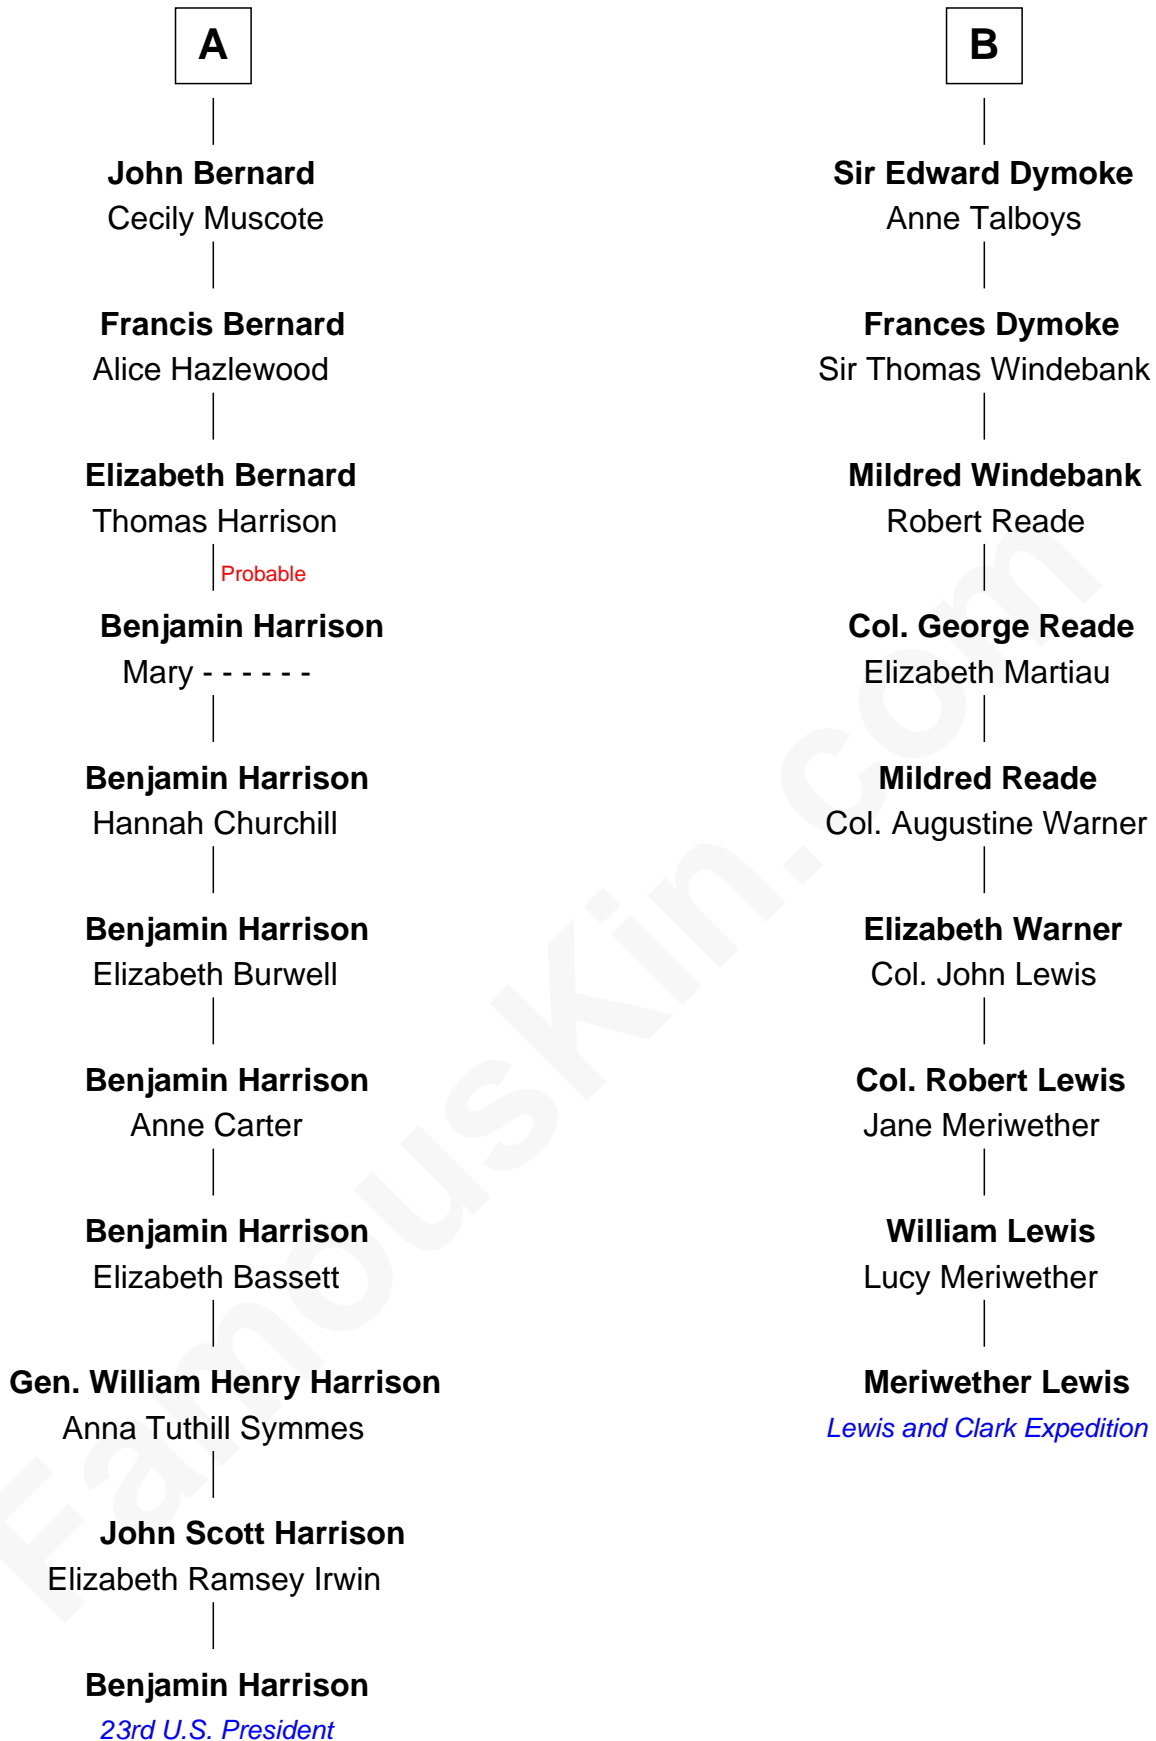 A
John Bernard
Cecily Muscote
Francis Bernard
Alice Hazlewood
Elizabeth Bernard
Thomas Harrison
Probable
Benjamin Harrison
Mary - - - - - -
Benjamin Harrison
Hannah Churchill
Benjamin Harrison
Elizabeth Burwell
Benjamin Harrison
Anne Carter
Benjamin Harrison
Elizabeth Bassett
Gen. William Henry Harrison
Anna Tuthill Symmes
John Scott Harrison
Elizabeth Ramsey Irwin
Benjamin Harrison
23rd U.S. President
B
Sir Edward Dymoke
Anne Talboys
Frances Dymoke
Sir Thomas Windebank
Mildred Windebank
Robert Reade
Col. George Reade
Elizabeth Martiau
Mildred Reade
Col. Augustine Warner
Elizabeth Warner
Col. John Lewis
Col. Robert Lewis
Jane Meriwether
William Lewis
Lucy Meriwether
Meriwether Lewis
Lewis and Clark Expedition
FamousKin.com